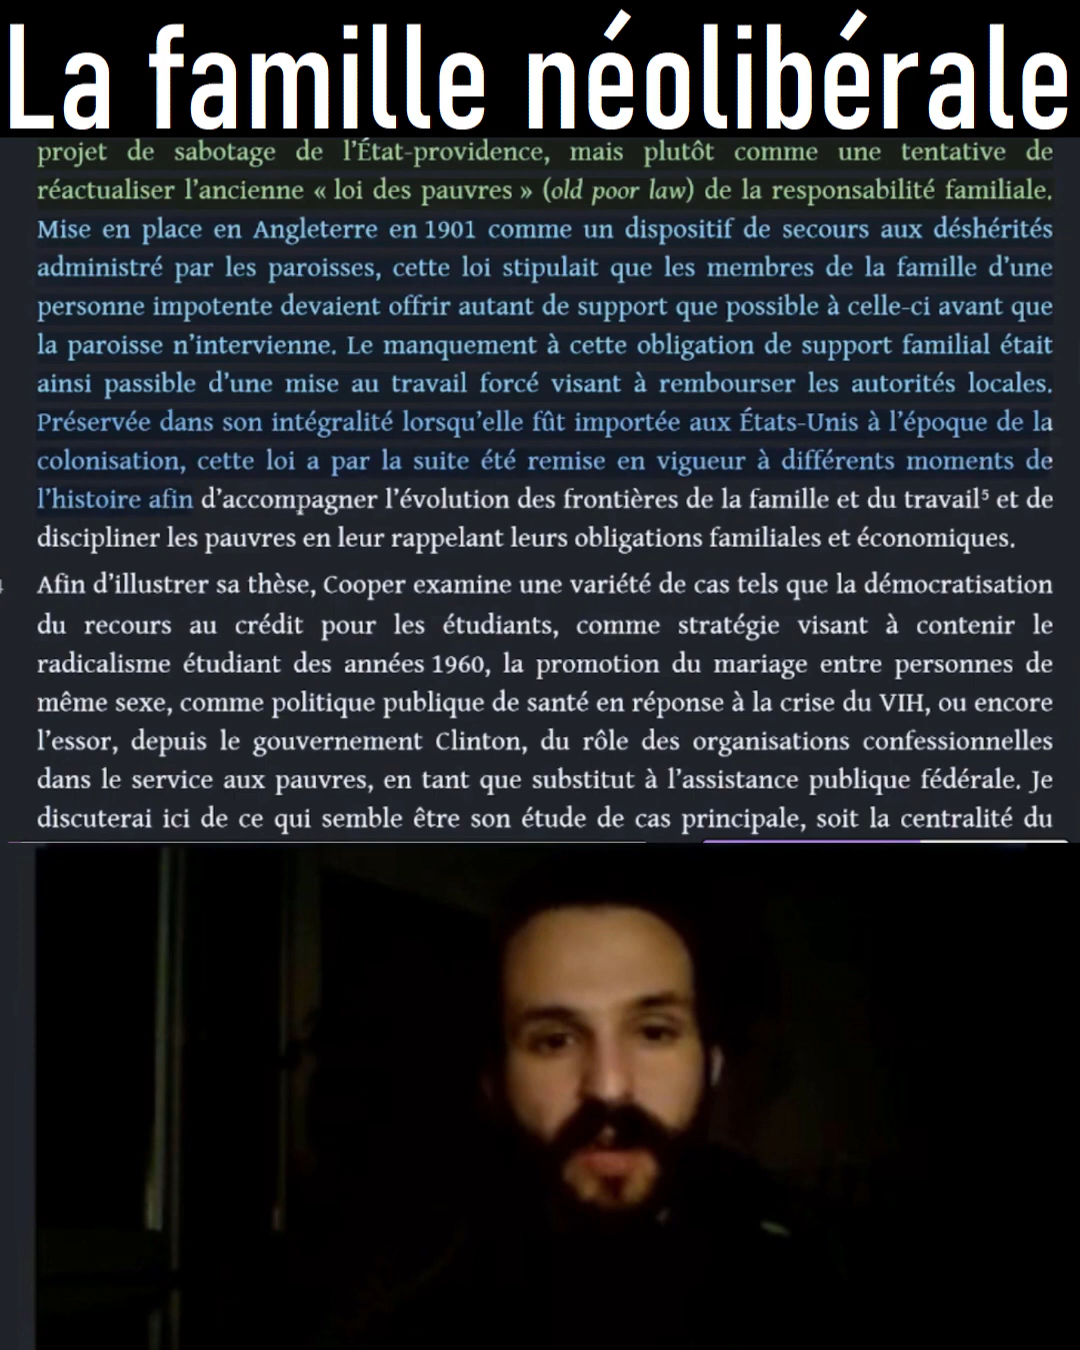 La famille néolibérale
projet de sabotage de l'État-providence, mais plutôt comme une tentative de
réactualiser l'ancienne « loi des pauvres » (old poor law) de la responsabilité familiale.
Mise en place en Angleterre en 1901 comme un dispositif de secours aux déshérités
administré par les paroisses, cette loi stipulait que les membres de la famille d'une
personne impotente devaient offrir autant de support que possible à celle-ci avant que
la paroisse n'intervienne. Le manquement à cette obligation de support familial était
ainsi passible d'une mise au travail forcé visant à rembourser les autorités locales.
Préservée dans son intégralité lorsqu'elle fût importée aux États-Unis à l'époque de la
colonisation, cette loi a par la suite été remise en vigueur à différents moments de
l'histoire afin d'accompagner l'évolution des frontières de la famille et du travail⁵ et de
discipliner les pauvres en leur rappelant leurs obligations familiales et économiques.
Afin d'illustrer sa thèse, Cooper examine une variété de cas tels que la démocratisation
du recours au crédit pour les étudiants, comme stratégie visant à contenir le
radicalisme étudiant des années 1960, la promotion du mariage entre personnes de
même sexe, comme politique publique de santé en réponse à la crise du VIH, ou encore
l'essor, depuis le gouvernement Clinton, du rôle des organisations confessionnelles
dans le service aux pauvres, en tant que substitut à l'assistance publique fédérale. Je
discuterai ici de ce qui semble être son étude de cas principale, soit la centralité du